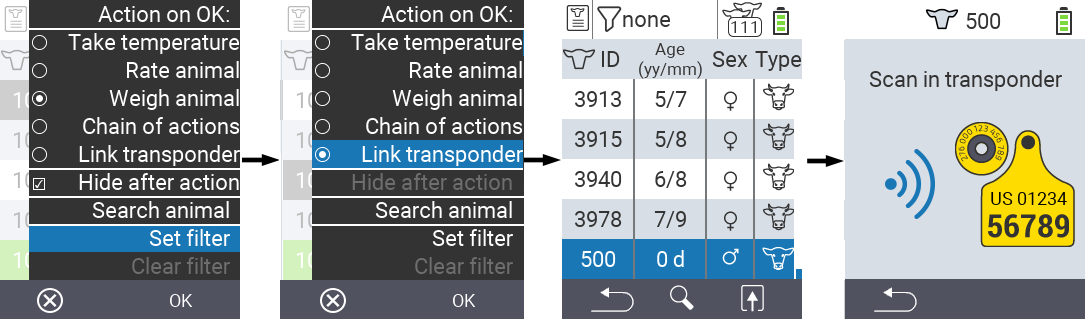 Action on OK:
Take temperature
Rate animal
Weigh animal
Chain of actions
Link transponder
Hide after action
Search animal
Set filter
Clear filter
OK
Action on OK:
Take temperature
Rate animal
Weigh animal
Chain of actions
Link transponder
Hide after action
Search animal
Set filter
Clear filter
OK
none
111
ID Age (yy/mm) Sex Type
3913 5/7 ♀
3915 5/8 ♀
3940 6/8 ♀
3978 7/9 ♀
500 0 d ♂
500
Scan in transponder
276 000 123 456 789
US 01234
56789